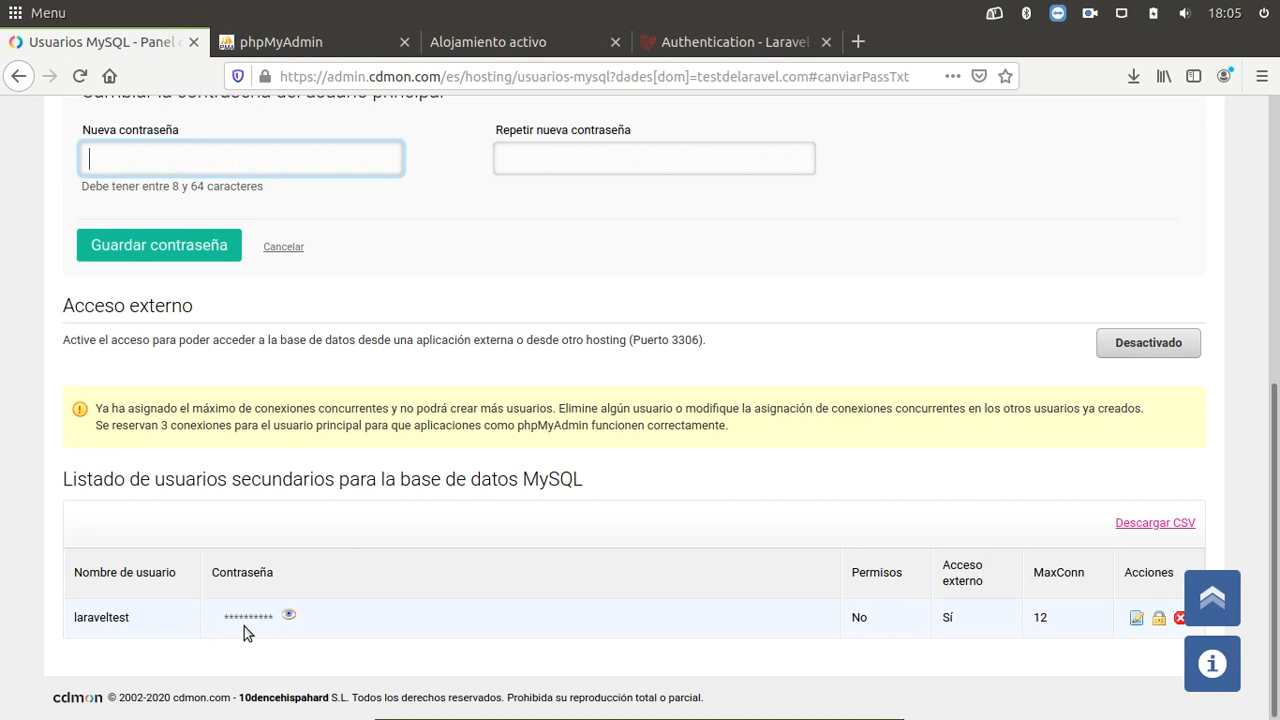 Menu
18:05
Usuarios MySQL - Panel
phpMyAdmin
Alojamiento activo
Authentication - Laravel
https://admin.cdmon.com/es/hosting/usuarios-mysql?dades[dom]=testdelaravel.com#canviarPassTxt
Cambiar la contraseña del usuario principal
Nueva contraseña
Repetir nueva contraseña
Debe tener entre 8 y 64 caracteres
Guardar contraseña
Cancelar
Acceso externo
Active el acceso para poder acceder a la base de datos desde una aplicación externa o desde otro hosting (Puerto 3306).
Desactivado
Ya ha asignado el máximo de conexiones concurrentes y no podrá crear más usuarios. Elimine algún usuario o modifique la asignación de conexiones concurrentes en los otros usuarios ya creados.
Se reservan 3 conexiones para el usuario principal para que aplicaciones como phpMyAdmin funcionen correctamente.
Listado de usuarios secundarios para la base de datos MySQL
Descargar CSV
Nombre de usuario
Contraseña
Permisos
Acceso
externo
MaxConn
Acciones
laraveltest
**********
No
Sí
12
cdmon © 2002-2020 cdmon.com - 10dencehispahard S.L. Todos los derechos reservados. Prohibida su reproducción total o parcial.